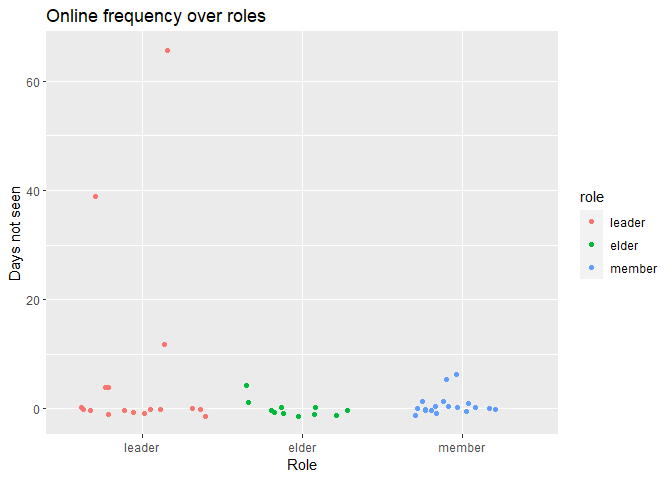 Online frequency over roles
Days not seen
60
40
20
0
leader
elder
member
Role
role
leader
elder
member